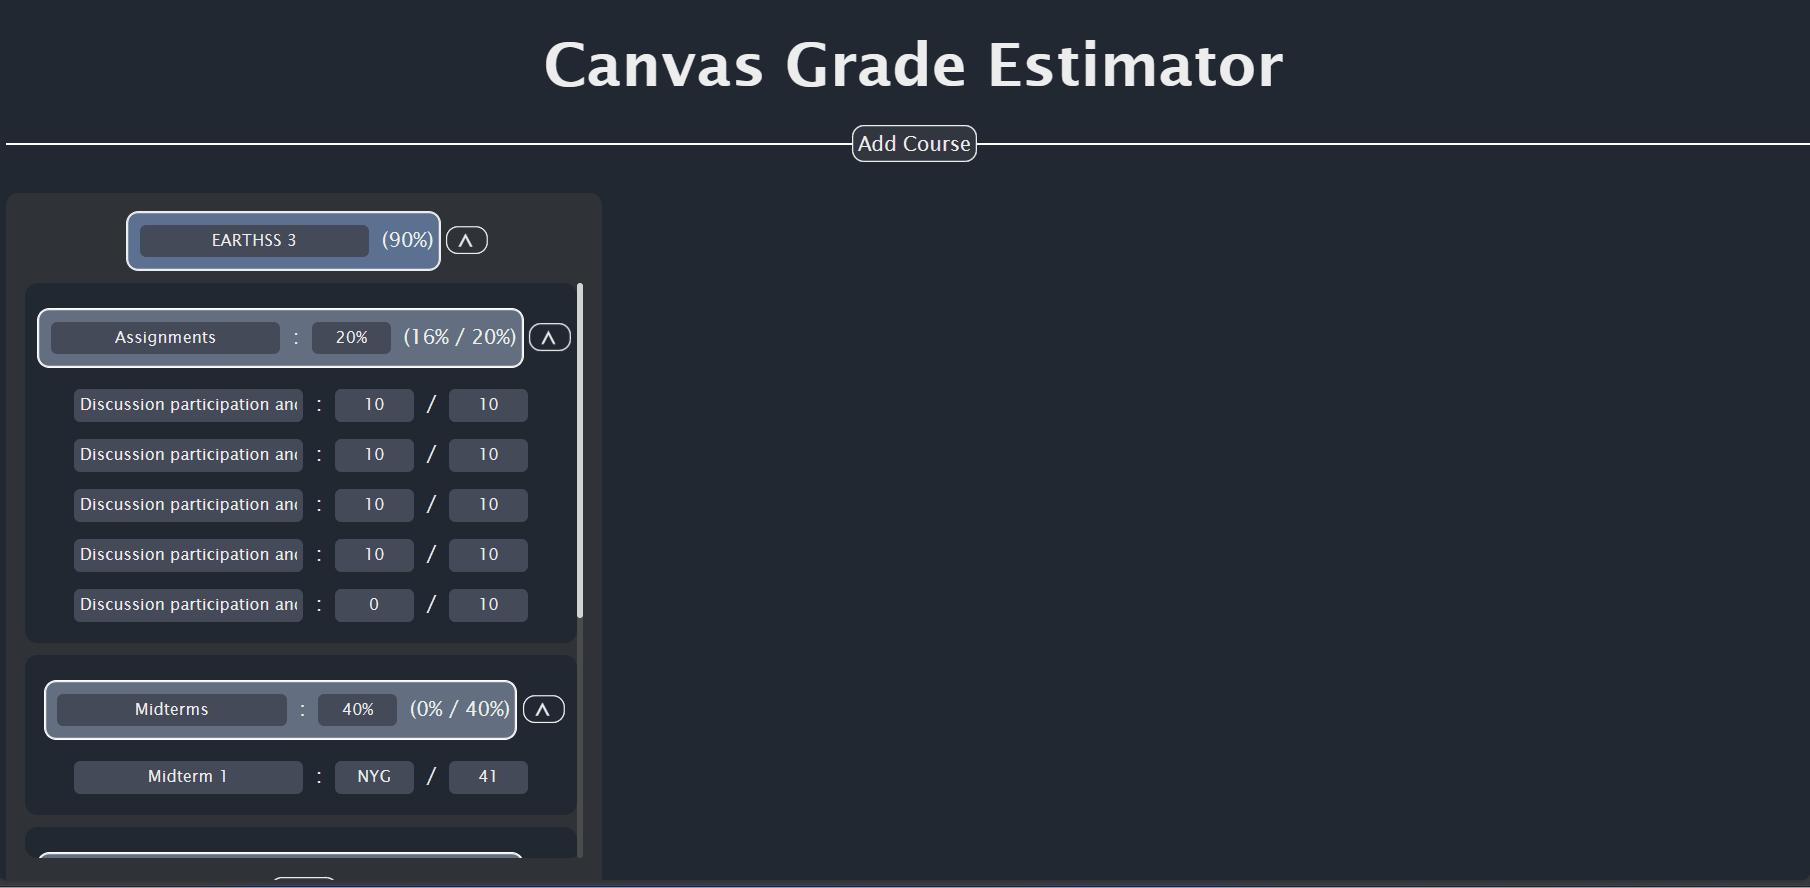 Canvas Grade Estimator
Add Course
EARTHSS 3 (90%) ʌ
Assignments : 20% (16% / 20%) ʌ
Discussion participation an : 10 / 10
Discussion participation an : 10 / 10
Discussion participation an : 10 / 10
Discussion participation an : 10 / 10
Discussion participation an : 0 / 10
Midterms : 40% (0% / 40%) ʌ
Midterm 1 : NYG / 41